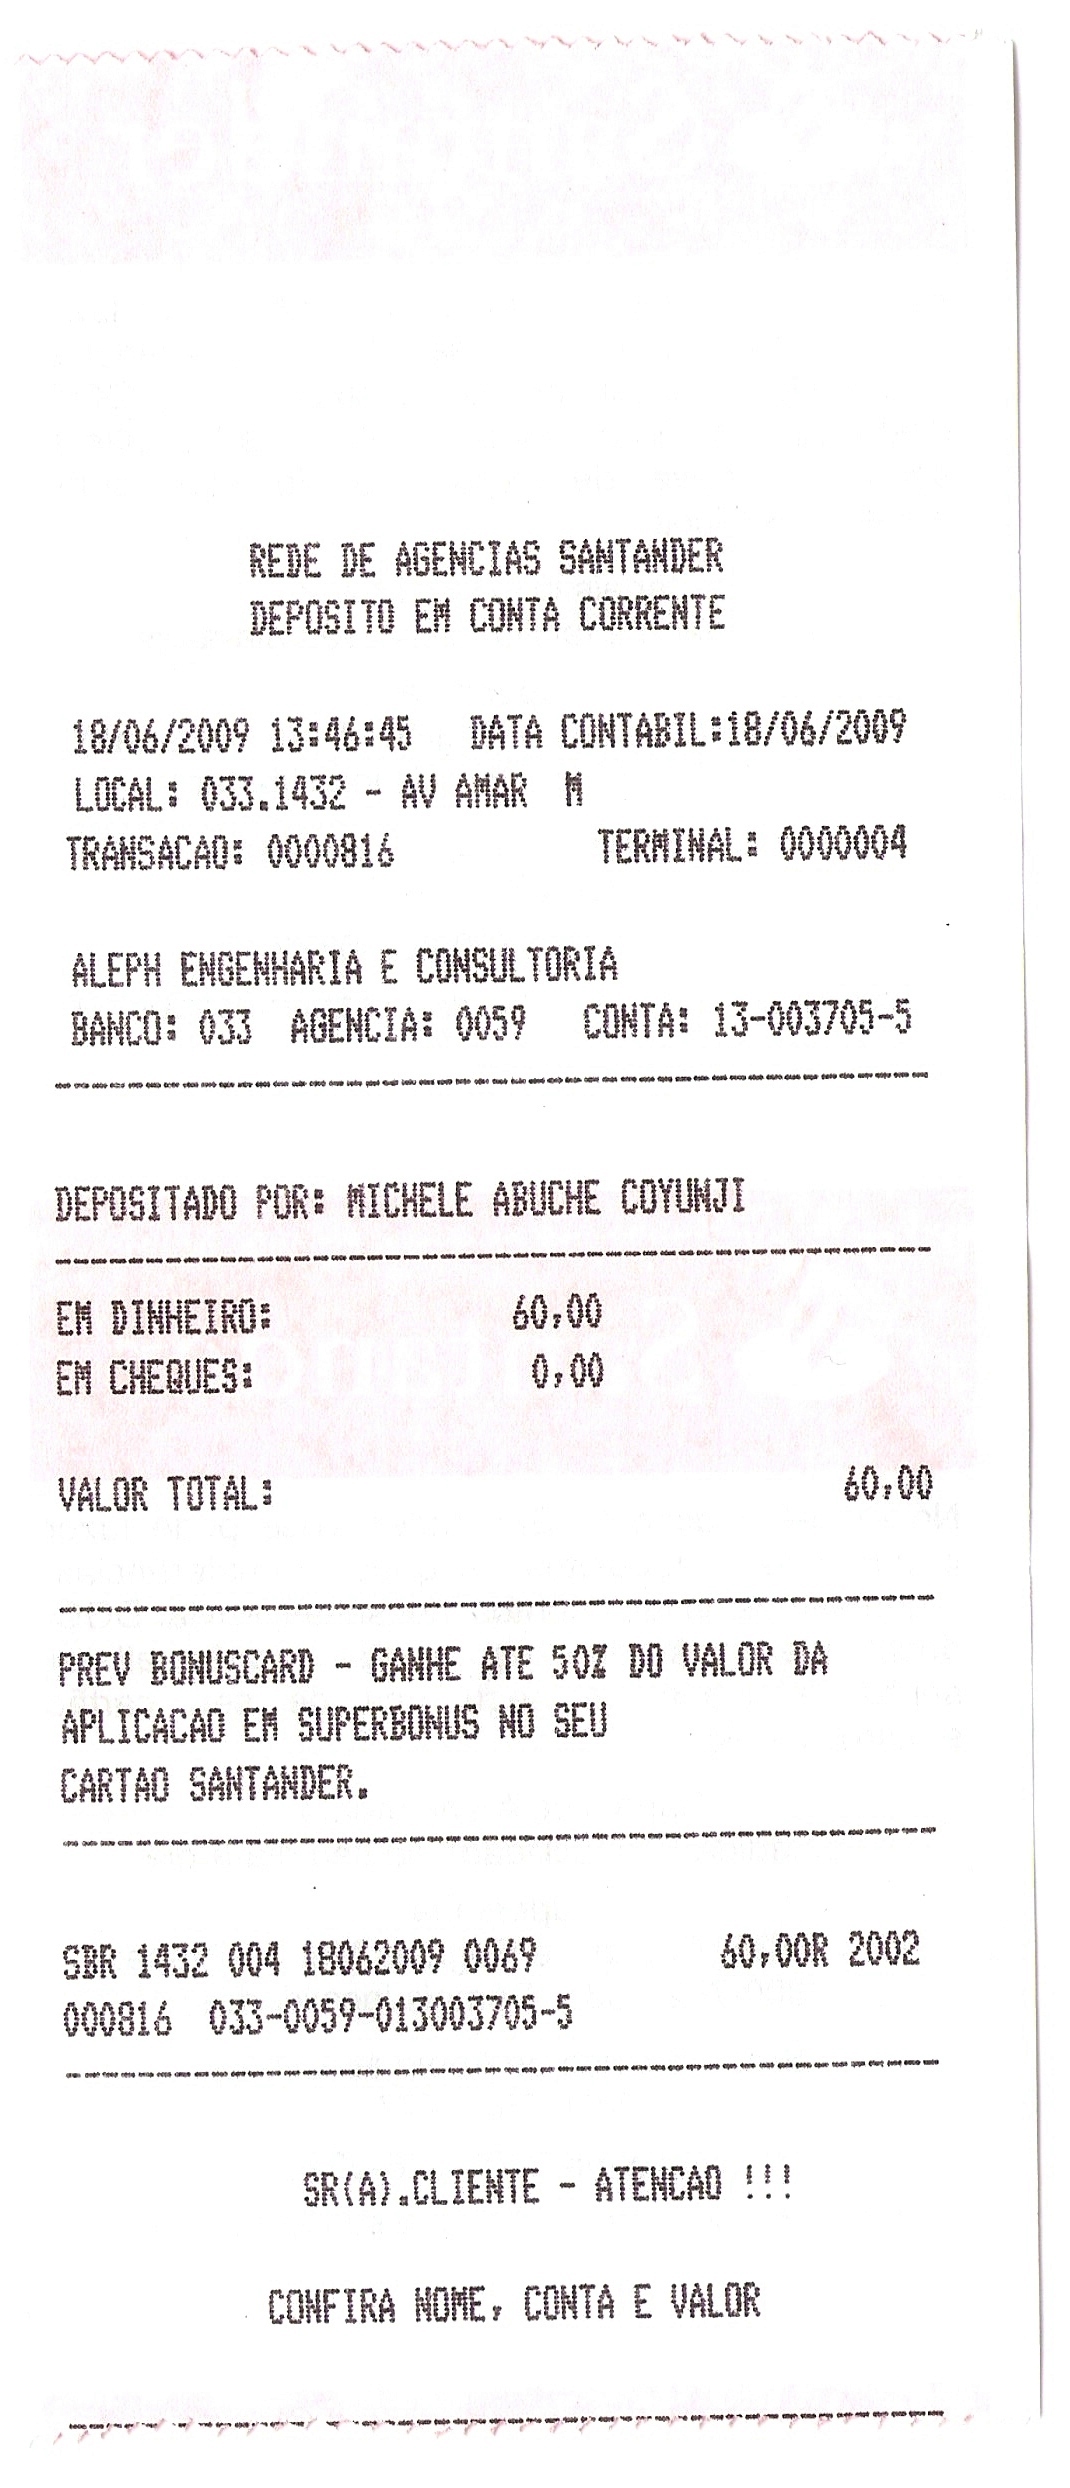 REDE DE AGENCIAS SANTANDER
DEPOSITO EM CONTA CORRENTE
18/06/2009 13:46:45 DATA CONTABIL:18/06/2009
LOCAL: 033.1432 - AV AMAR M
TRANSACAO: 0000816 TERMINAL: 0000004
ALEPH ENGENHARIA E CONSULTORIA
BANCO: 033 AGENCIA: 0059 CONTA: 13-003705-5
DEPOSITADO POR: MICHELE ABUCHE COYUNJI
EM DINHEIRO: 60,00
EM CHEQUES: 0,00
VALOR TOTAL: 60,00
PREV BONUSCARD - GANHE ATE 50% DO VALOR DA
APLICACAO EM SUPERBONUS NO SEU
CARTAO SANTANDER.
SBR 1432 004 18062009 0069 60,00R 2002
000816 033-0059-013003705-5
SR(A).CLIENTE - ATENCAO !!!
CONFIRA NOME, CONTA E VALOR